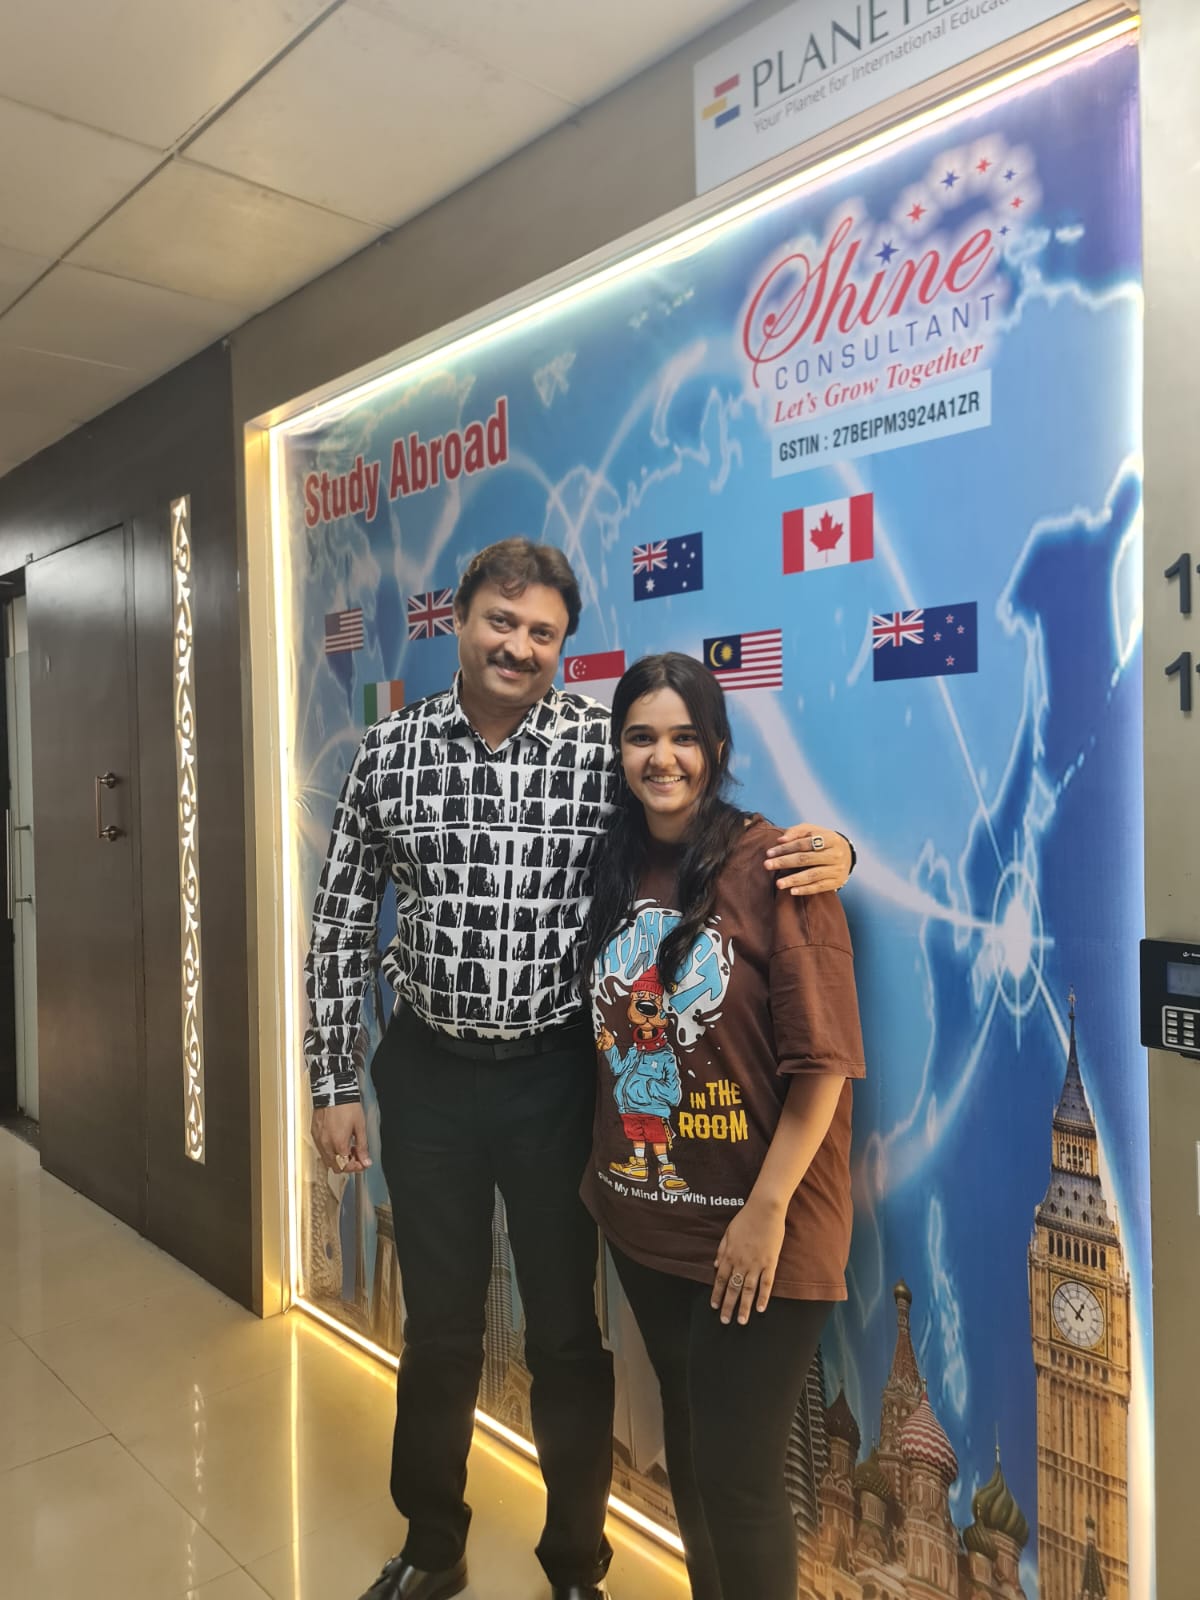 PLANET
Your Planet for International Educati
Shine
CONSULTANT
Let's Grow Together
GSTIN : 27BEIPM3924A1ZR
Study Abroad
IN THE
ROOM
My Mind Up With Ideas